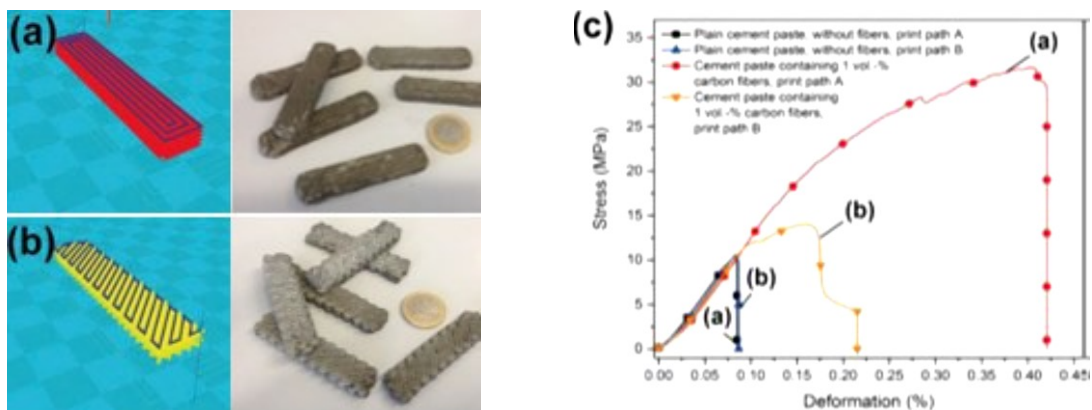 (a)
(b)
(c)
Plain cement paste, without fibers, print path A
Plain cement paste, without fibers, print path B
Cement paste containing 1 vol -%
carbon fibers, print path A
Cement paste containing
1 vol -% carbon fibers,
print path B
(a)
(b)
(b)
(a)
35
30
25
20
15
10
5
0
Stress (MPa)
0.00 0.05 0.10 0.15 0.20 0.25 0.30 0.35 0.40 0.45
Deformation (%)